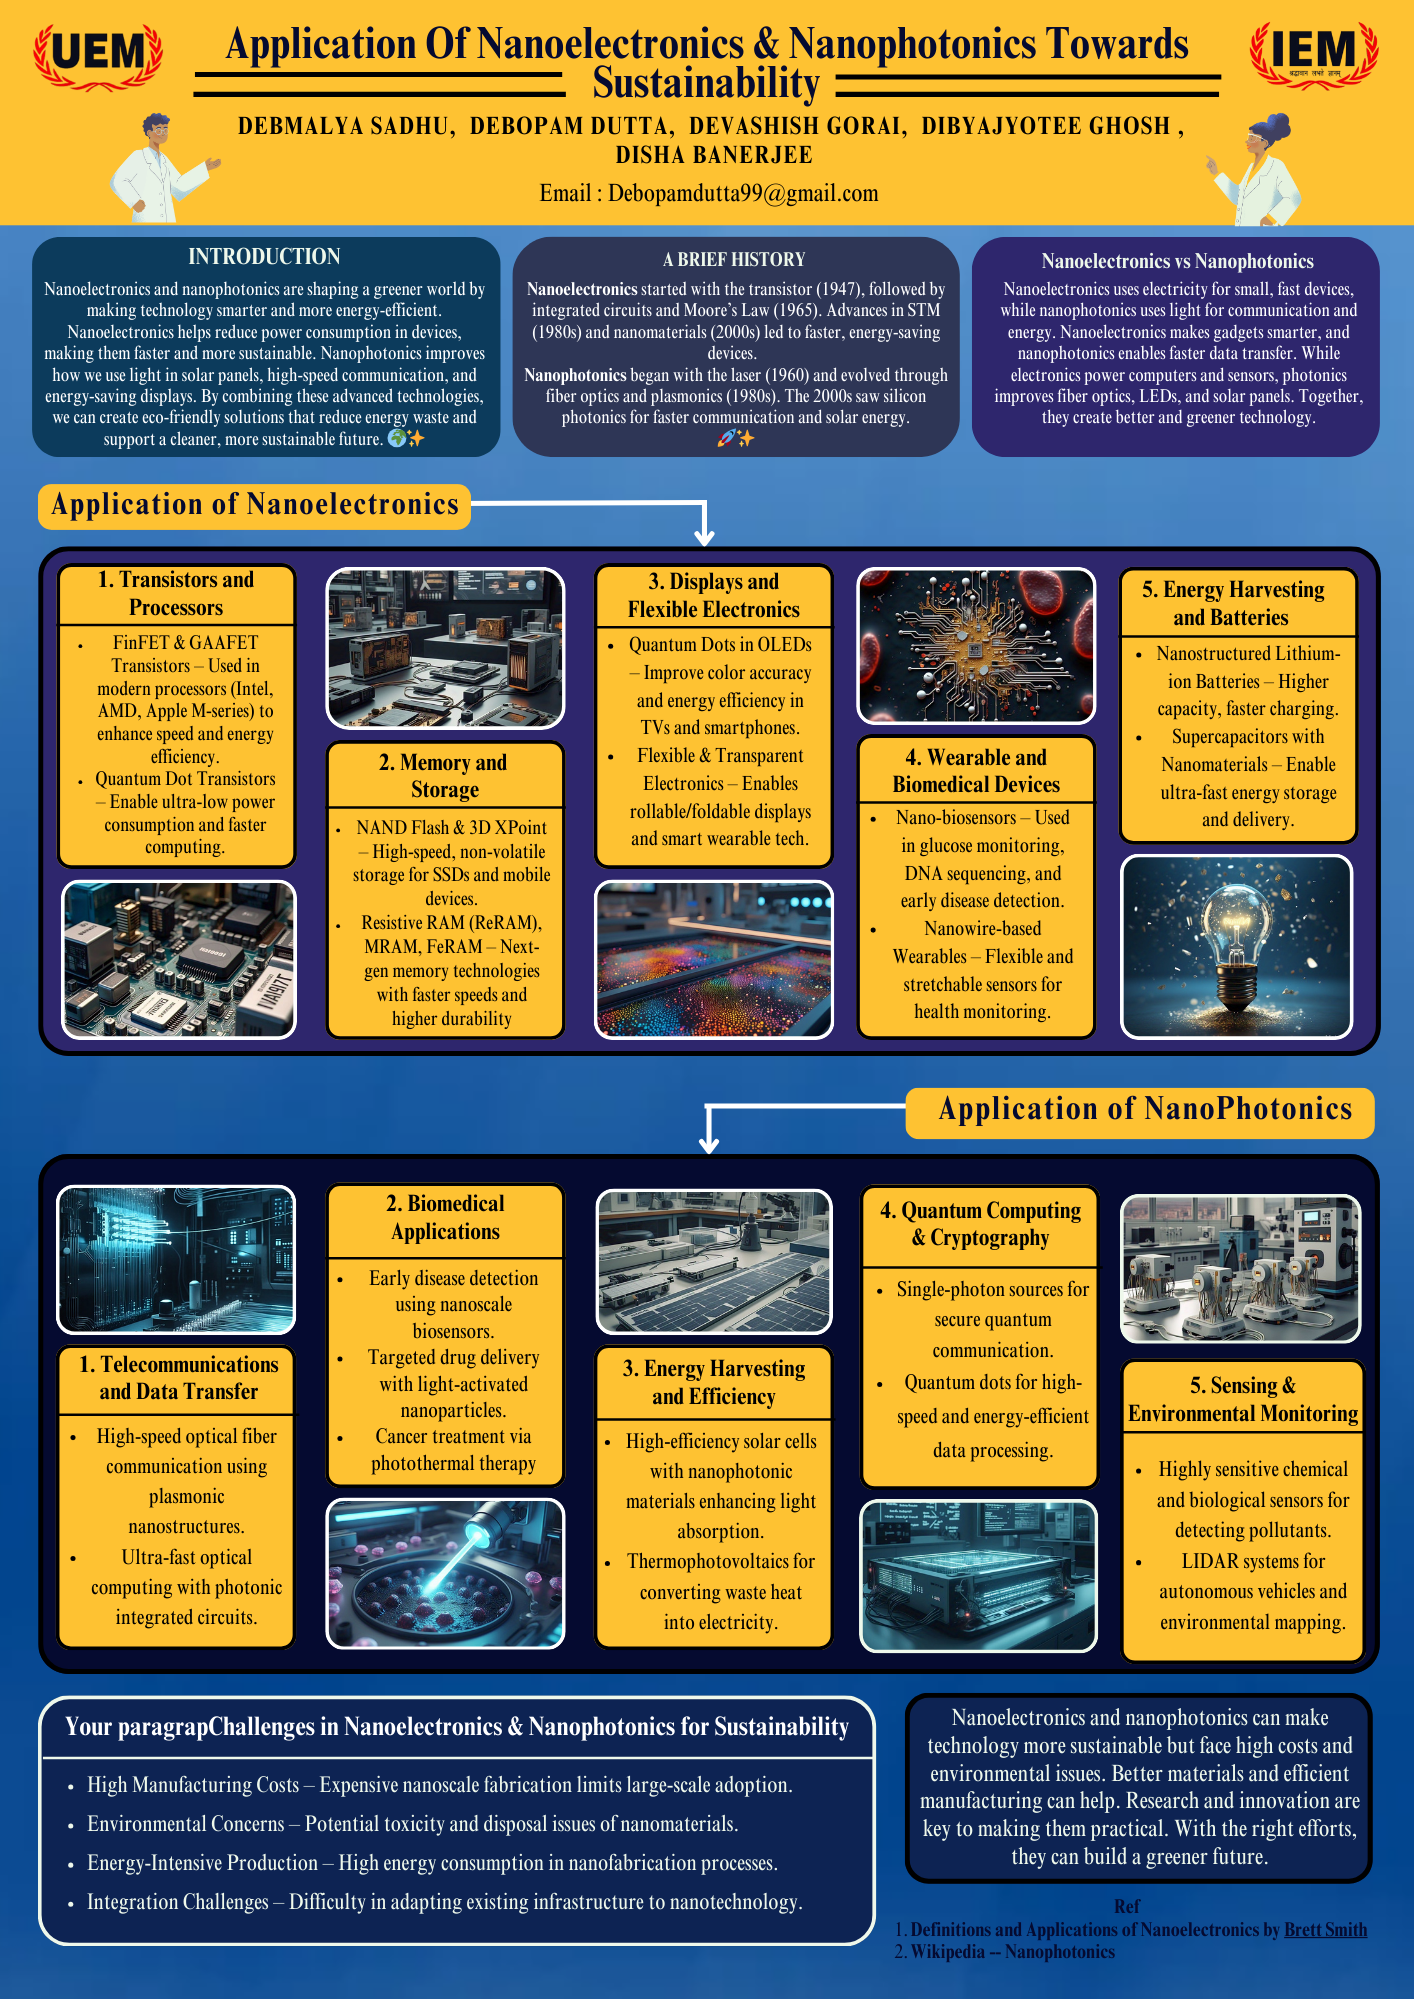 UEM
IEM
श्रद्धावान लभते ज्ञानम्
Application Of Nanoelectronics & Nanophotonics Towards
Sustainability
DEBMALYA SADHU, DEBOPAM DUTTA, DEVASHISH GORAI, DIBYAJYOTEE GHOSH ,
DISHA BANERJEE
Email : Debopamdutta99@gmail.com
INTRODUCTION
Nanoelectronics and nanophotonics are shaping a greener world by
making technology smarter and more energy-efficient.
Nanoelectronics helps reduce power consumption in devices,
making them faster and more sustainable. Nanophotonics improves
how we use light in solar panels, high-speed communication, and
energy-saving displays. By combining these advanced technologies,
we can create eco-friendly solutions that reduce energy waste and
support a cleaner, more sustainable future. 🌍✨
A BRIEF HISTORY
Nanoelectronics started with the transistor (1947), followed by
integrated circuits and Moore’s Law (1965). Advances in STM
(1980s) and nanomaterials (2000s) led to faster, energy-saving
devices.
Nanophotonics began with the laser (1960) and evolved through
fiber optics and plasmonics (1980s). The 2000s saw silicon
photonics for faster communication and solar energy.
🚀✨
Nanoelectronics vs Nanophotonics
Nanoelectronics uses electricity for small, fast devices,
while nanophotonics uses light for communication and
energy. Nanoelectronics makes gadgets smarter, and
nanophotonics enables faster data transfer. While
electronics power computers and sensors, photonics
improves fiber optics, LEDs, and solar panels. Together,
they create better and greener technology.
Application of Nanoelectronics
1. Transistors and
Processors
• FinFET & GAAFET
Transistors – Used in
modern processors (Intel,
AMD, Apple M-series) to
enhance speed and energy
efficiency.
• Quantum Dot Transistors
– Enable ultra-low power
consumption and faster
computing.
2. Memory and
Storage
• NAND Flash & 3D XPoint
– High-speed, non-volatile
storage for SSDs and mobile
devices.
• Resistive RAM (ReRAM),
MRAM, FeRAM – Next-
gen memory technologies
with faster speeds and
higher durability
3. Displays and
Flexible Electronics
• Quantum Dots in OLEDs
– Improve color accuracy
and energy efficiency in
TVs and smartphones.
• Flexible & Transparent
Electronics – Enables
rollable/foldable displays
and smart wearable tech.
4. Wearable and
Biomedical Devices
• Nano-biosensors – Used
in glucose monitoring,
DNA sequencing, and
early disease detection.
• Nanowire-based
Wearables – Flexible and
stretchable sensors for
health monitoring.
5. Energy Harvesting
and Batteries
• Nanostructured Lithium-
ion Batteries – Higher
capacity, faster charging.
• Supercapacitors with
Nanomaterials – Enable
ultra-fast energy storage
and delivery.
Application of NanoPhotonics
1. Telecommunications
and Data Transfer
• High-speed optical fiber
communication using
plasmonic
nanostructures.
• Ultra-fast optical
computing with photonic
integrated circuits.
2. Biomedical
Applications
• Early disease detection
using nanoscale
biosensors.
• Targeted drug delivery
with light-activated
nanoparticles.
• Cancer treatment via
photothermal therapy
3. Energy Harvesting
and Efficiency
• High-efficiency solar cells
with nanophotonic
materials enhancing light
absorption.
• Thermophotovoltaics for
converting waste heat
into electricity.
4. Quantum Computing
& Cryptography
• Single-photon sources for
secure quantum
communication.
• Quantum dots for high-
speed and energy-efficient
data processing.
5. Sensing &
Environmental Monitoring
• Highly sensitive chemical
and biological sensors for
detecting pollutants.
• LIDAR systems for
autonomous vehicles and
environmental mapping.
Your paragrapChallenges in Nanoelectronics & Nanophotonics for Sustainability
• High Manufacturing Costs – Expensive nanoscale fabrication limits large-scale adoption.
• Environmental Concerns – Potential toxicity and disposal issues of nanomaterials.
• Energy-Intensive Production – High energy consumption in nanofabrication processes.
• Integration Challenges – Difficulty in adapting existing infrastructure to nanotechnology.
Nanoelectronics and nanophotonics can make
technology more sustainable but face high costs and
environmental issues. Better materials and efficient
manufacturing can help. Research and innovation are
key to making them practical. With the right efforts,
they can build a greener future.
Ref
1. Definitions and Applications of Nanoelectronics by Brett Smith
2. Wikipedia -- Nanophotonics